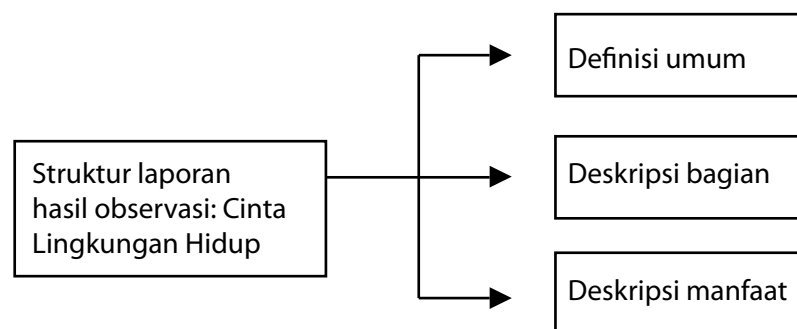 Struktur laporan
hasil observasi: Cinta
Lingkungan Hidup
Definisi umum
Deskripsi bagian
Deskripsi manfaat